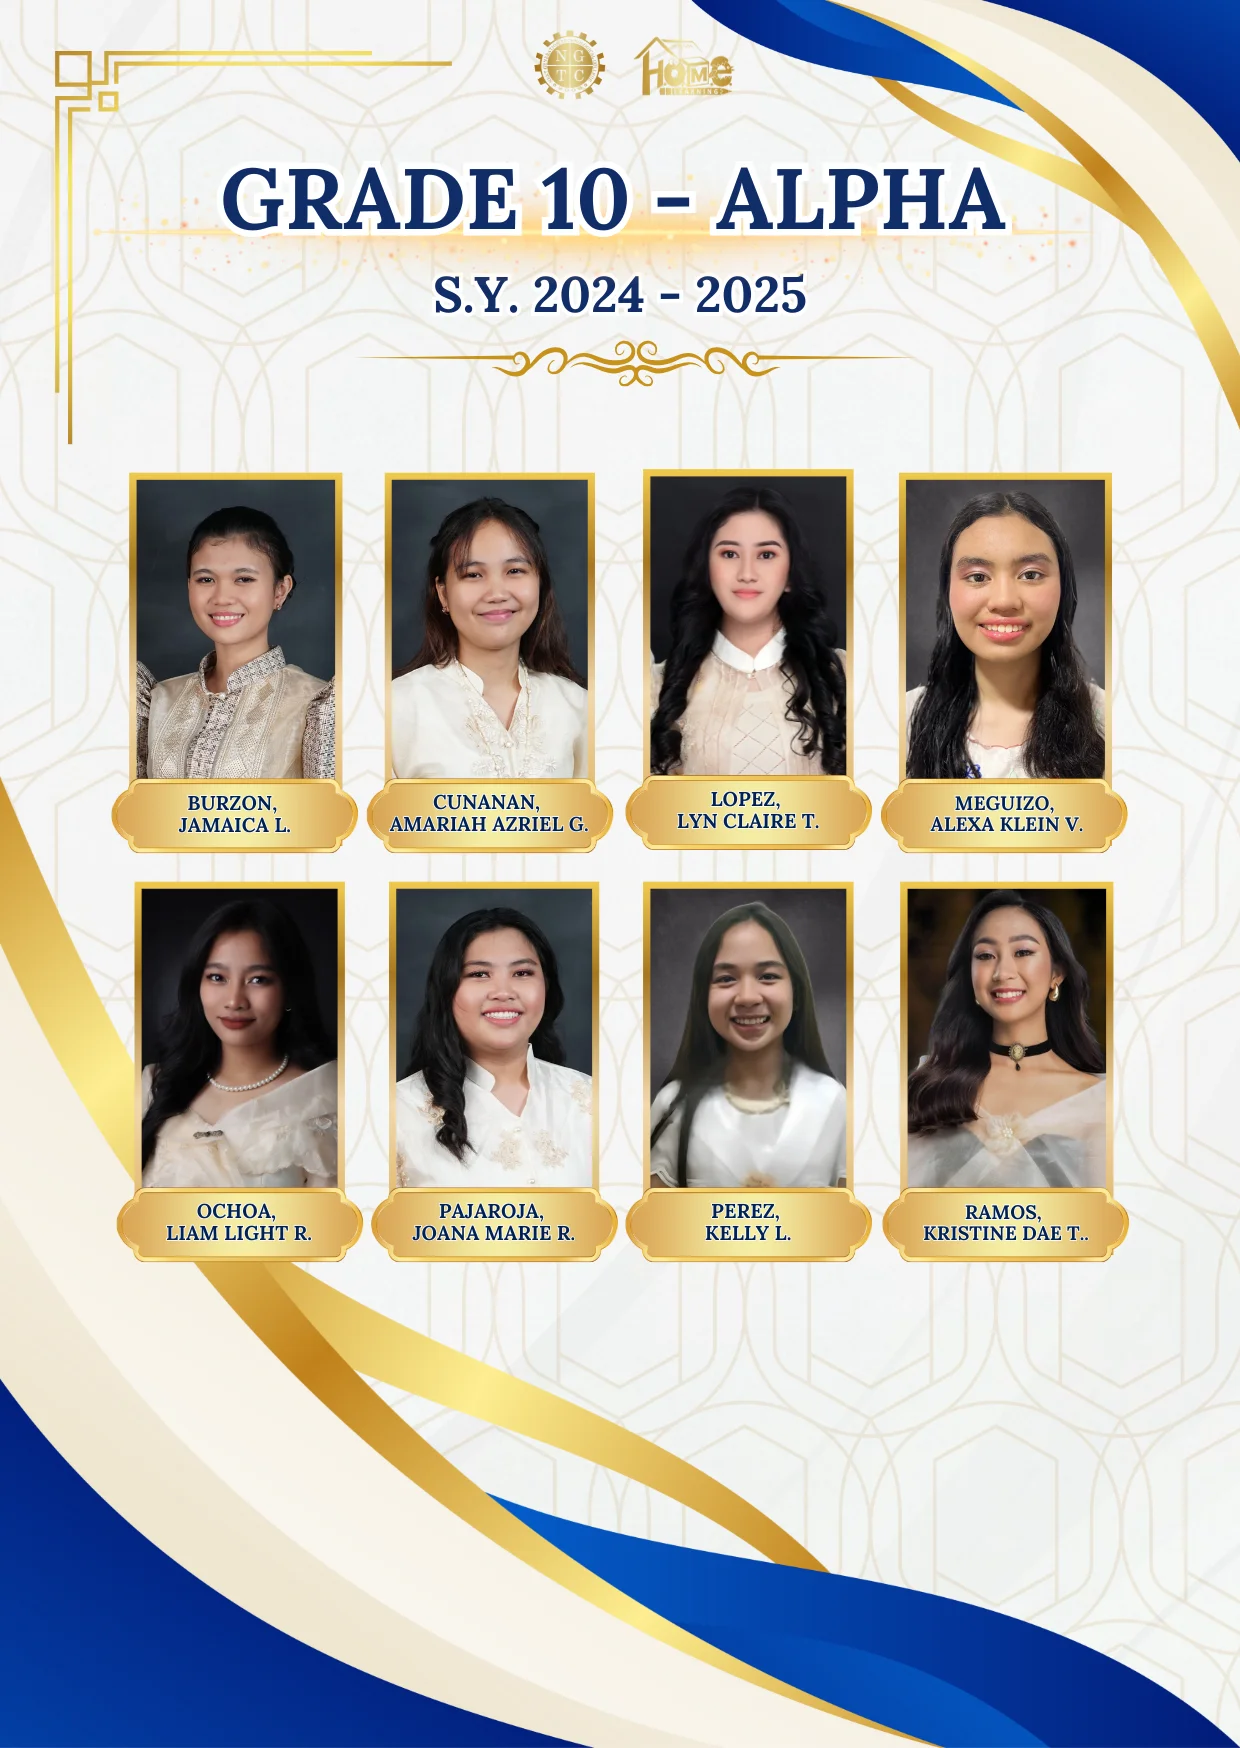 N G
T C
HOME
GRADE 10 - ALPHA
S.Y. 2024 - 2025
BURZON,
JAMAICA L.
CUNANAN,
AMARIAH AZRIEL G.
LOPEZ,
LYN CLAIRE T.
MEGUIZO,
ALEXA KLEIN V.
OCHOA,
LIAM LIGHT R.
PAJAROJA,
JOANA MARIE R.
PEREZ,
KELLY L.
RAMOS,
KRISTINE DAE T..